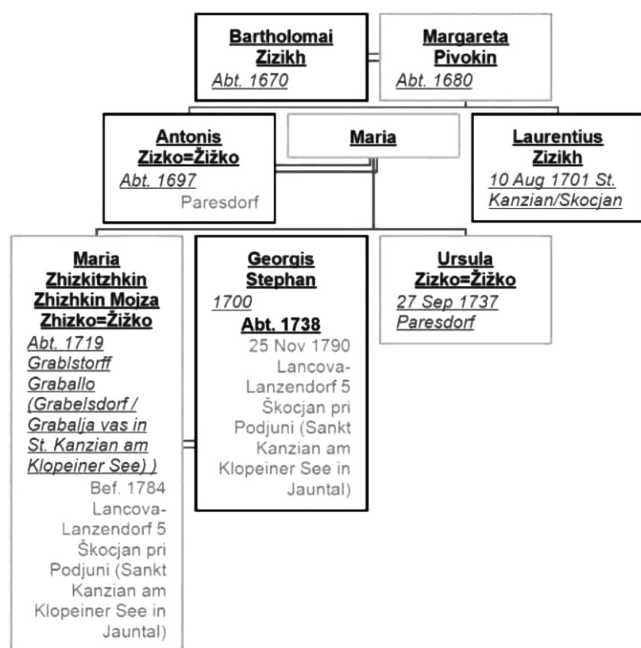 Bartholomai
Zizikh
Abt. 1670
Margareta
Pivokin
Abt. 1680
Antonis
Zizko=Žižko
Abt. 1697
Paresdorf
Maria
Laurentius
Zizikh
10 Aug 1701 St.
Kanzian/Skocjan
Maria
Zhizkitzhkin
Zhizhkin Mojza
Zhizko=Žižko
Abt. 1719
Grablstorff
Graballo
(Grabelsdorf /
Grabalja vas in
St. Kanzian am
Klopeiner See) )
Bef. 1784
Lancova-
Lanzendorf 5
Škocjan pri
Podjuni (Sankt
Kanzian am
Klopeiner See in
Jauntal)
Georgis
Stephan
1700
Abt. 1738
25 Nov 1790
Lancova-
Lanzendorf 5
Škocjan pri
Podjuni (Sankt
Kanzian am
Klopeiner See in
Jauntal)
Ursula
Zizko=Žižko
27 Sep 1737
Paresdorf